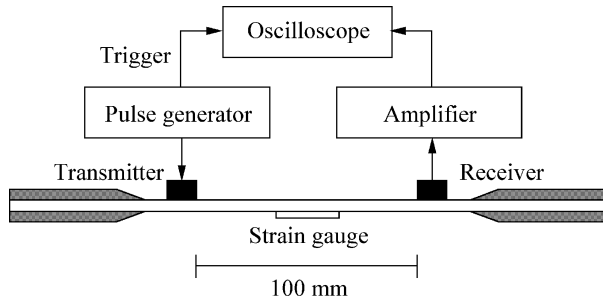 Oscilloscope
Trigger
Pulse generator
Amplifier
Transmitter
Receiver
Strain gauge
100 mm